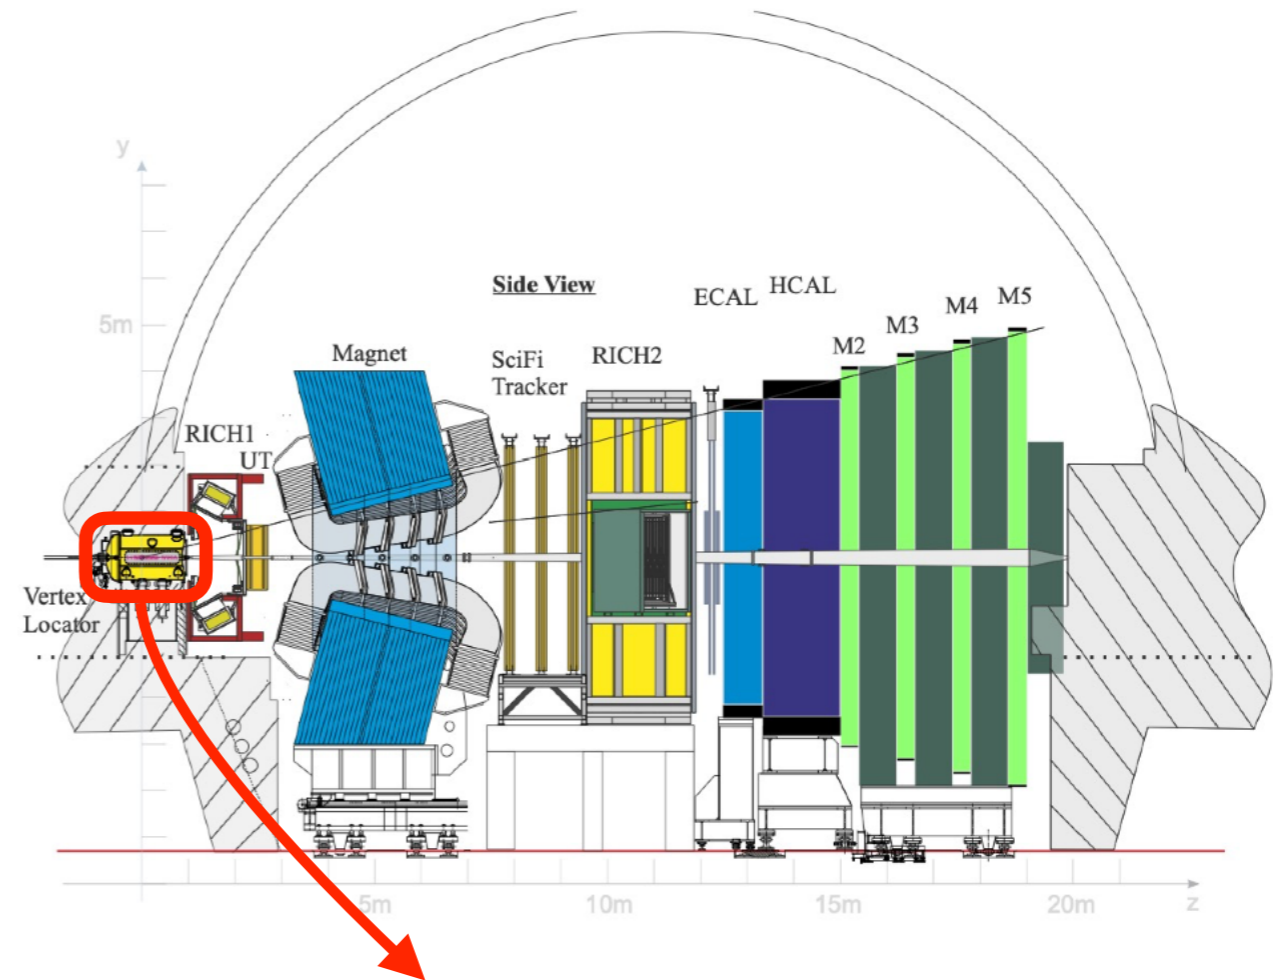 y
Side View
ECAL
HCAL
M5
M4
M3
M2
5m
Magnet
SciFi
Tracker
RICH2
RICH1
UT
Vertex
Locator
5m
10m
15m
20m
z